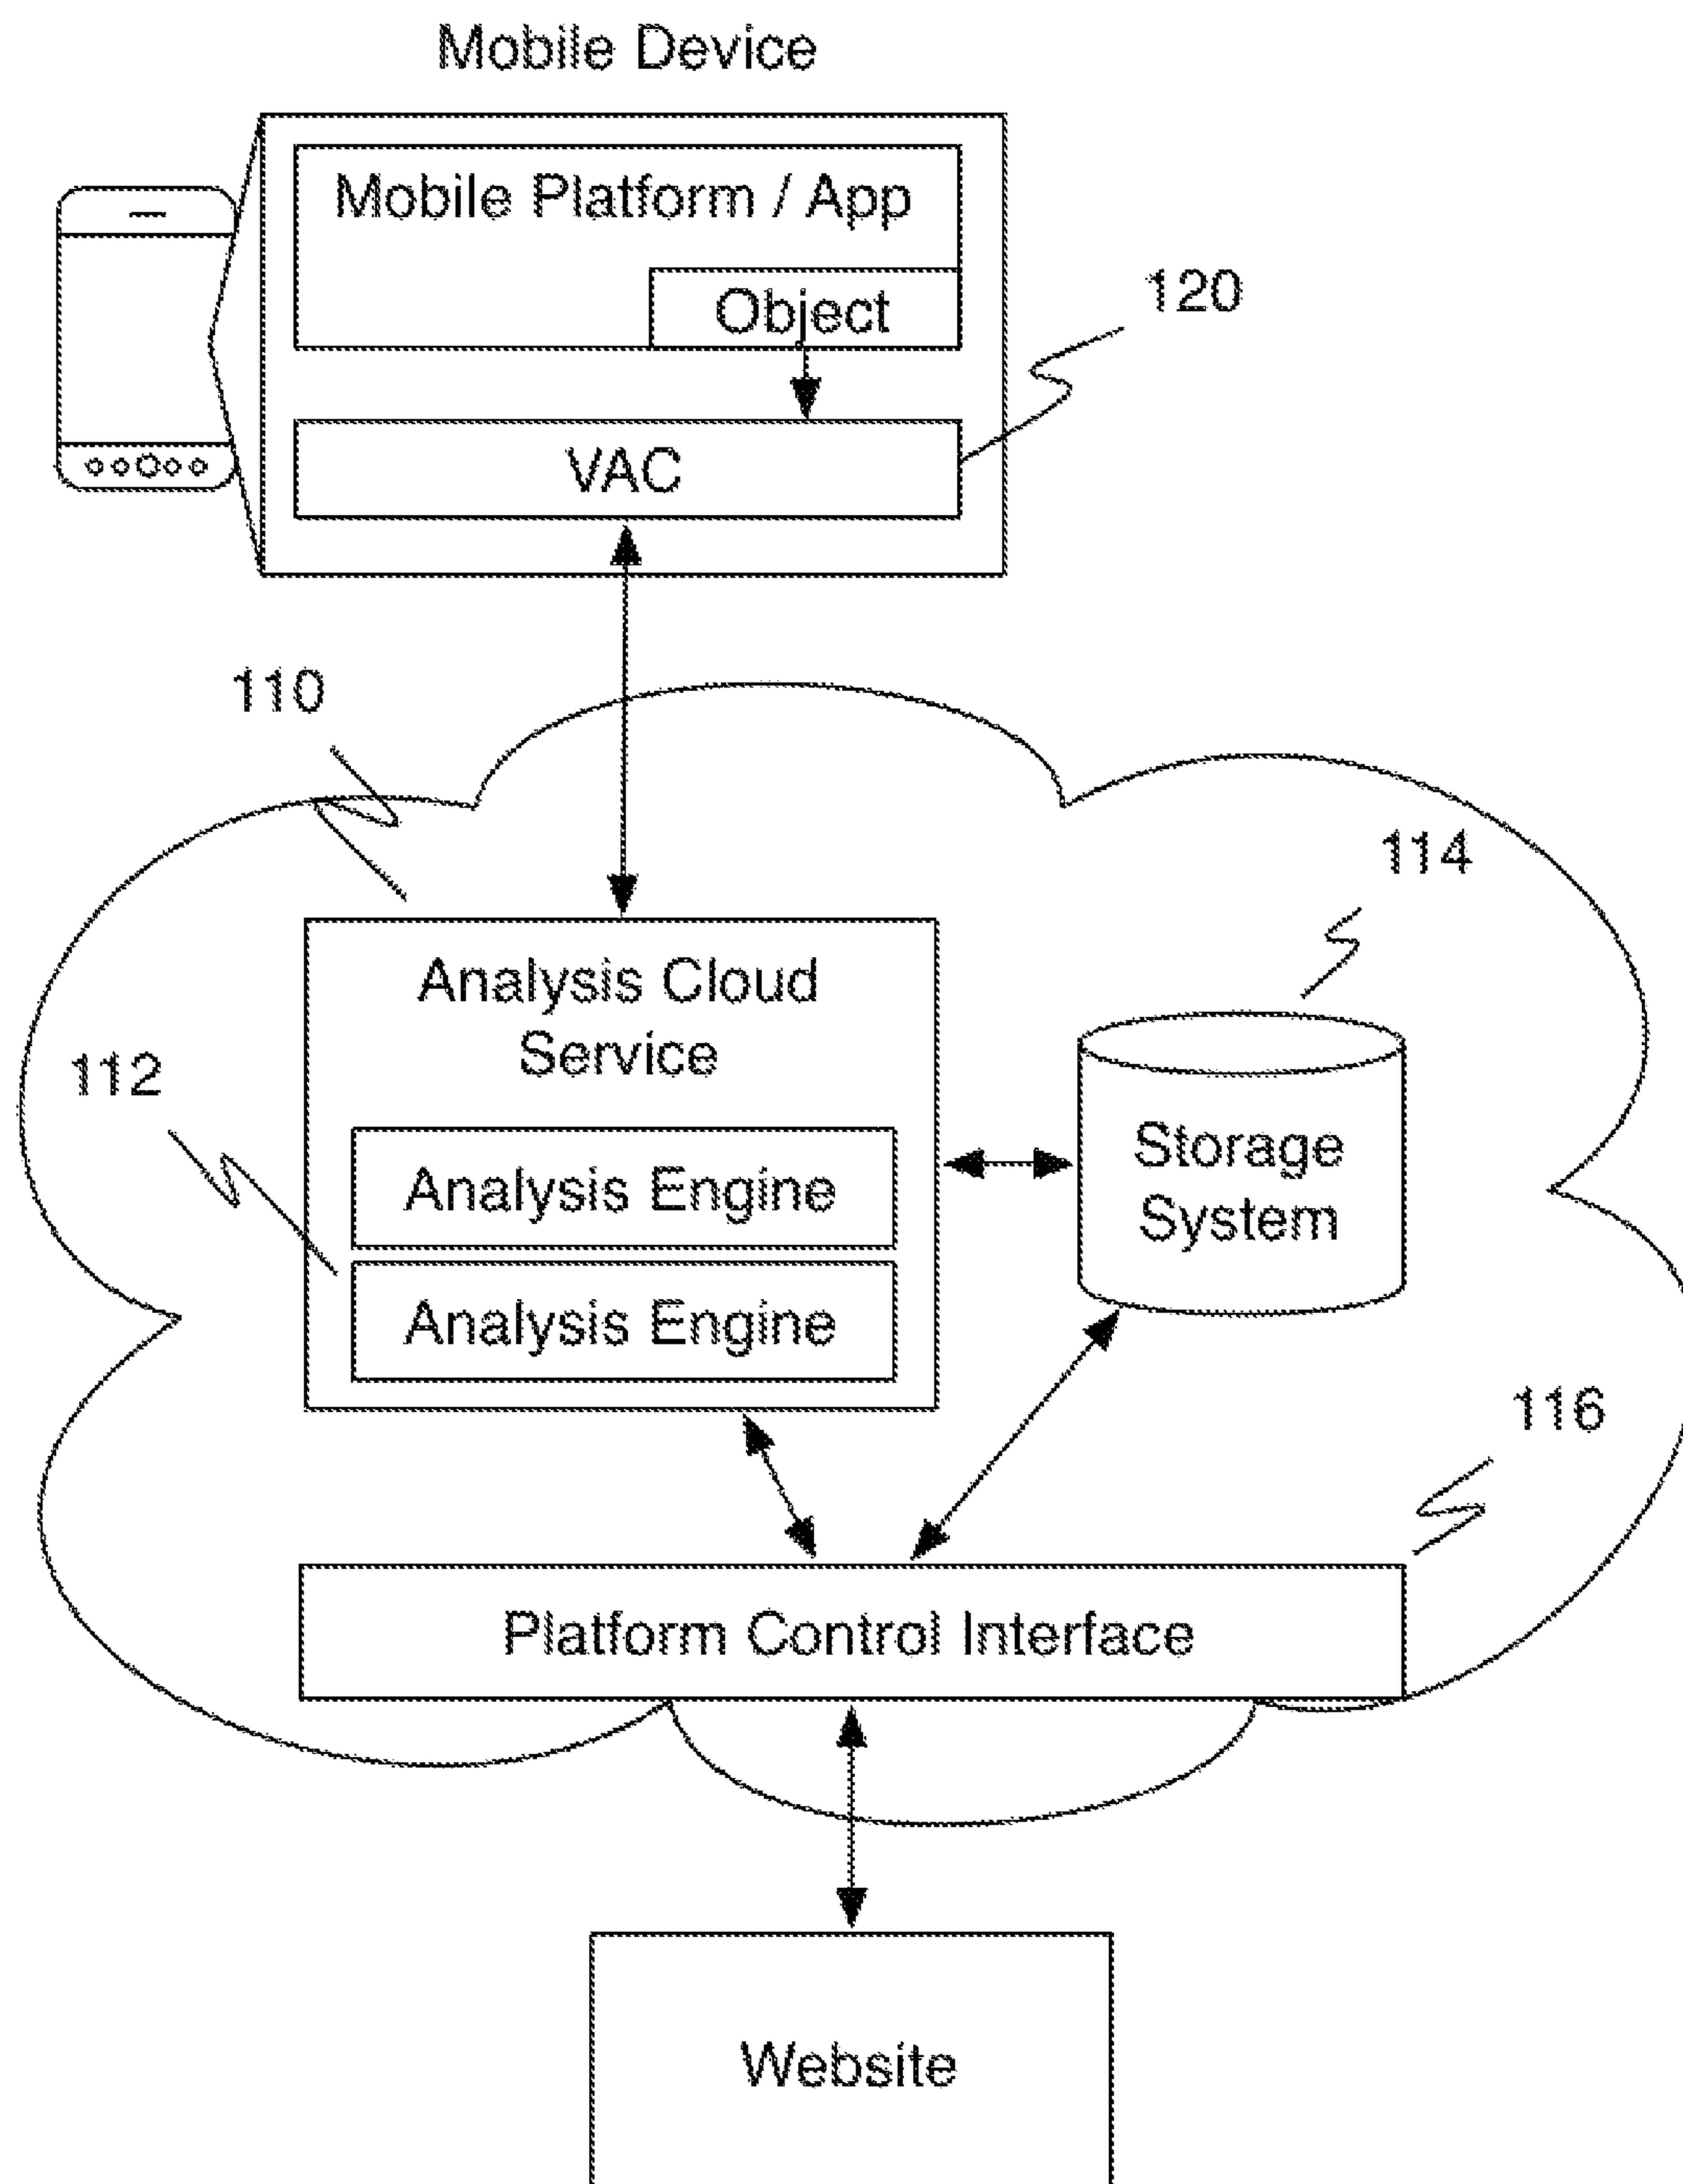 Mobile Device
Mobile Platform / App
Object
120
VAC
110
114
Analysis Cloud
Service
112
Storage
System
Analysis Engine
Analysis Engine
116
Platform Control Interface
Website